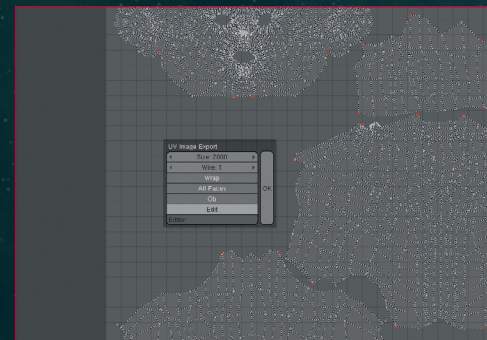 UV Image Export
Size: 2000
Wire: 1
Wrap
All Faces
OK
Ob
Edit
Editor: